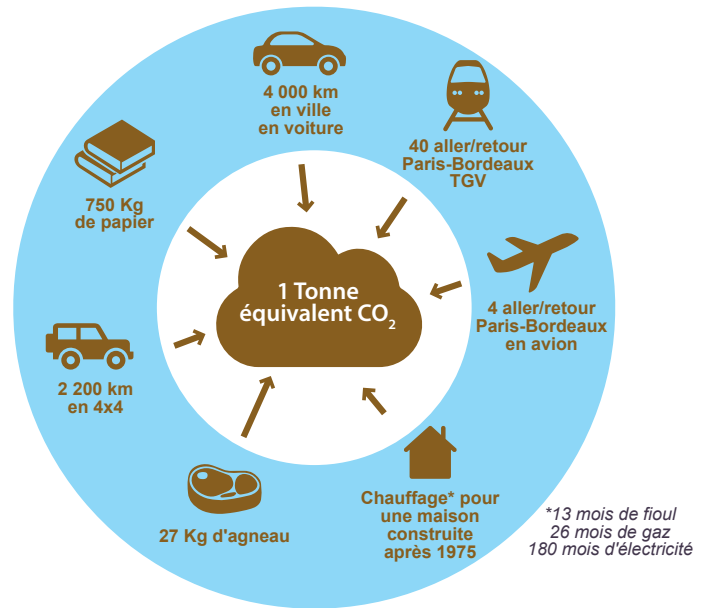 4 000 km
en ville
en voiture
40 aller/retour
Paris-Bordeaux
TGV
750 Kg
de papier
1 Tonne
équivalent CO₂
4 aller/retour
Paris-Bordeaux
en avion
2 200 km
en 4x4
27 Kg d'agneau
Chauffage* pour
une maison
construite
après 1975
*13 mois de fioul
26 mois de gaz
180 mois d'électricité